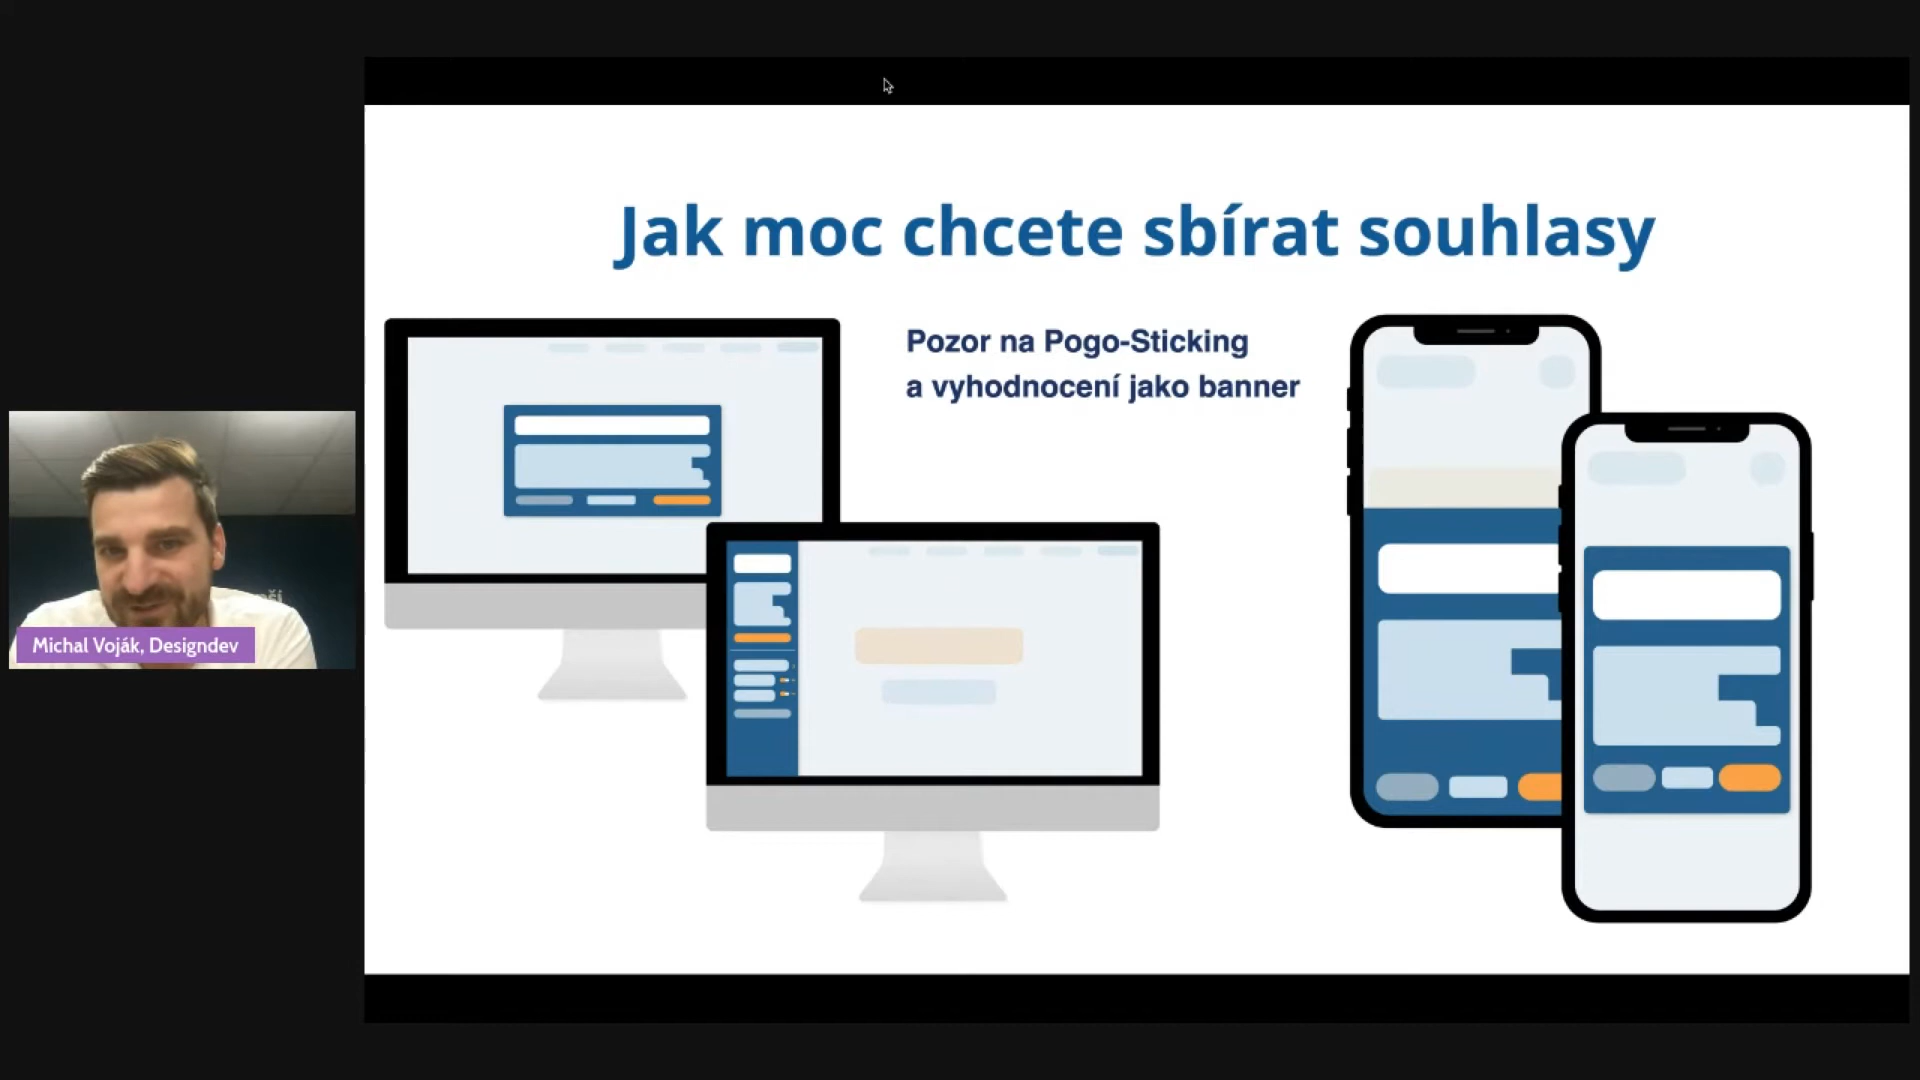 Jak moc chcete sbírat souhlasy
Pozor na Pogo-Sticking
a vyhodnocení jako banner
Michal Voják, Designdev